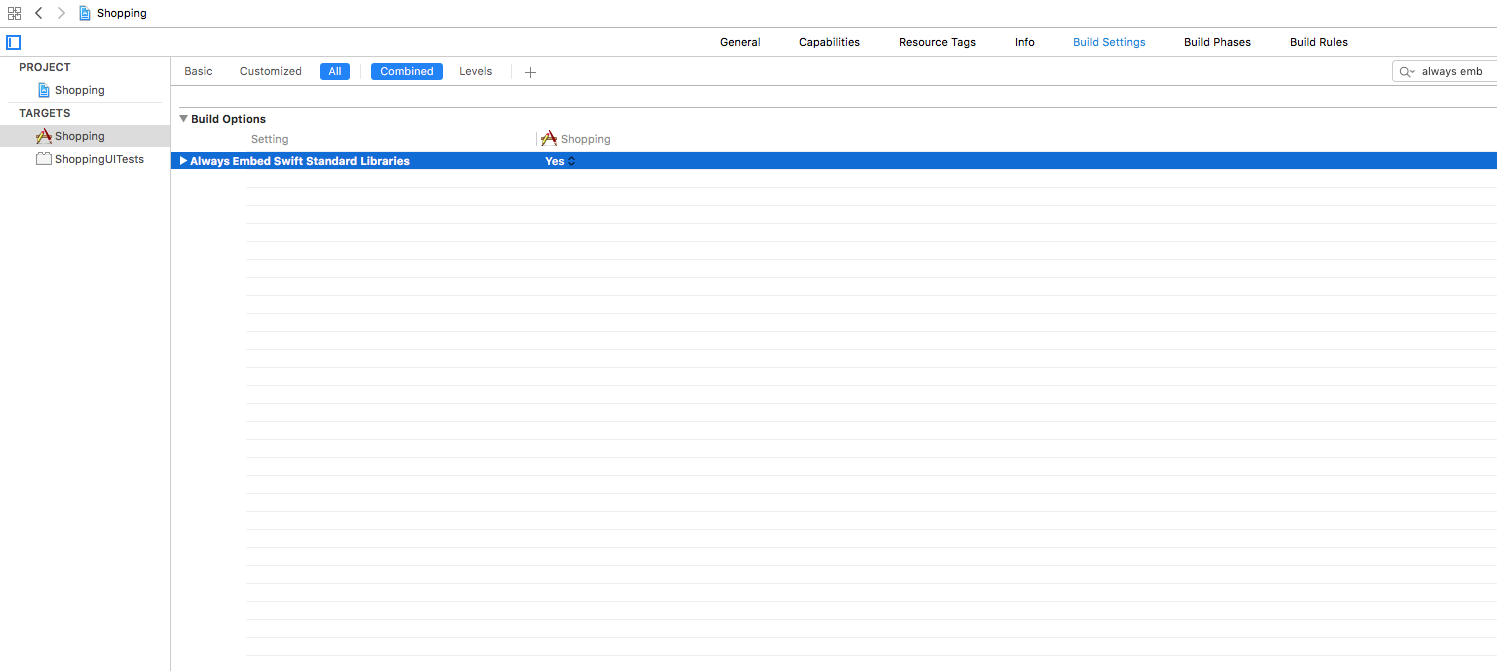 Shopping
General Capabilities Resource Tags Info Build Settings Build Phases Build Rules
PROJECT
Shopping
TARGETS
Shopping
ShoppingUITests
Basic Customized All Combined Levels
always emb
Build Options
Setting Shopping
Always Embed Swift Standard Libraries Yes